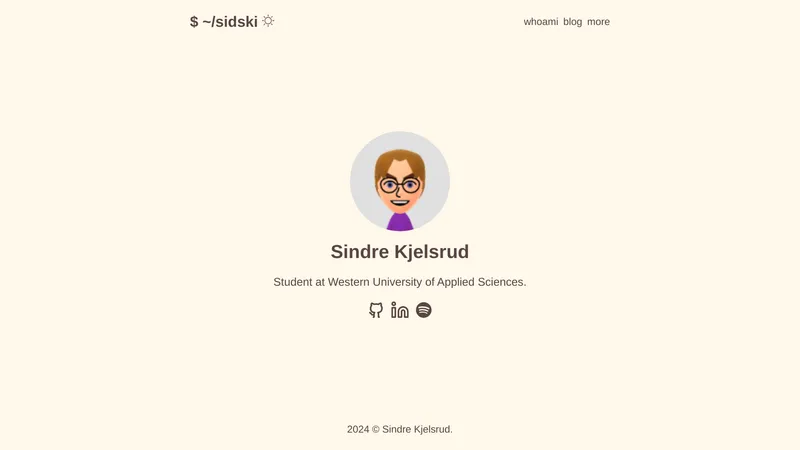 $ ~/sidski
whoami blog more
Sindre Kjelsrud
Student at Western University of Applied Sciences.
2024 © Sindre Kjelsrud.